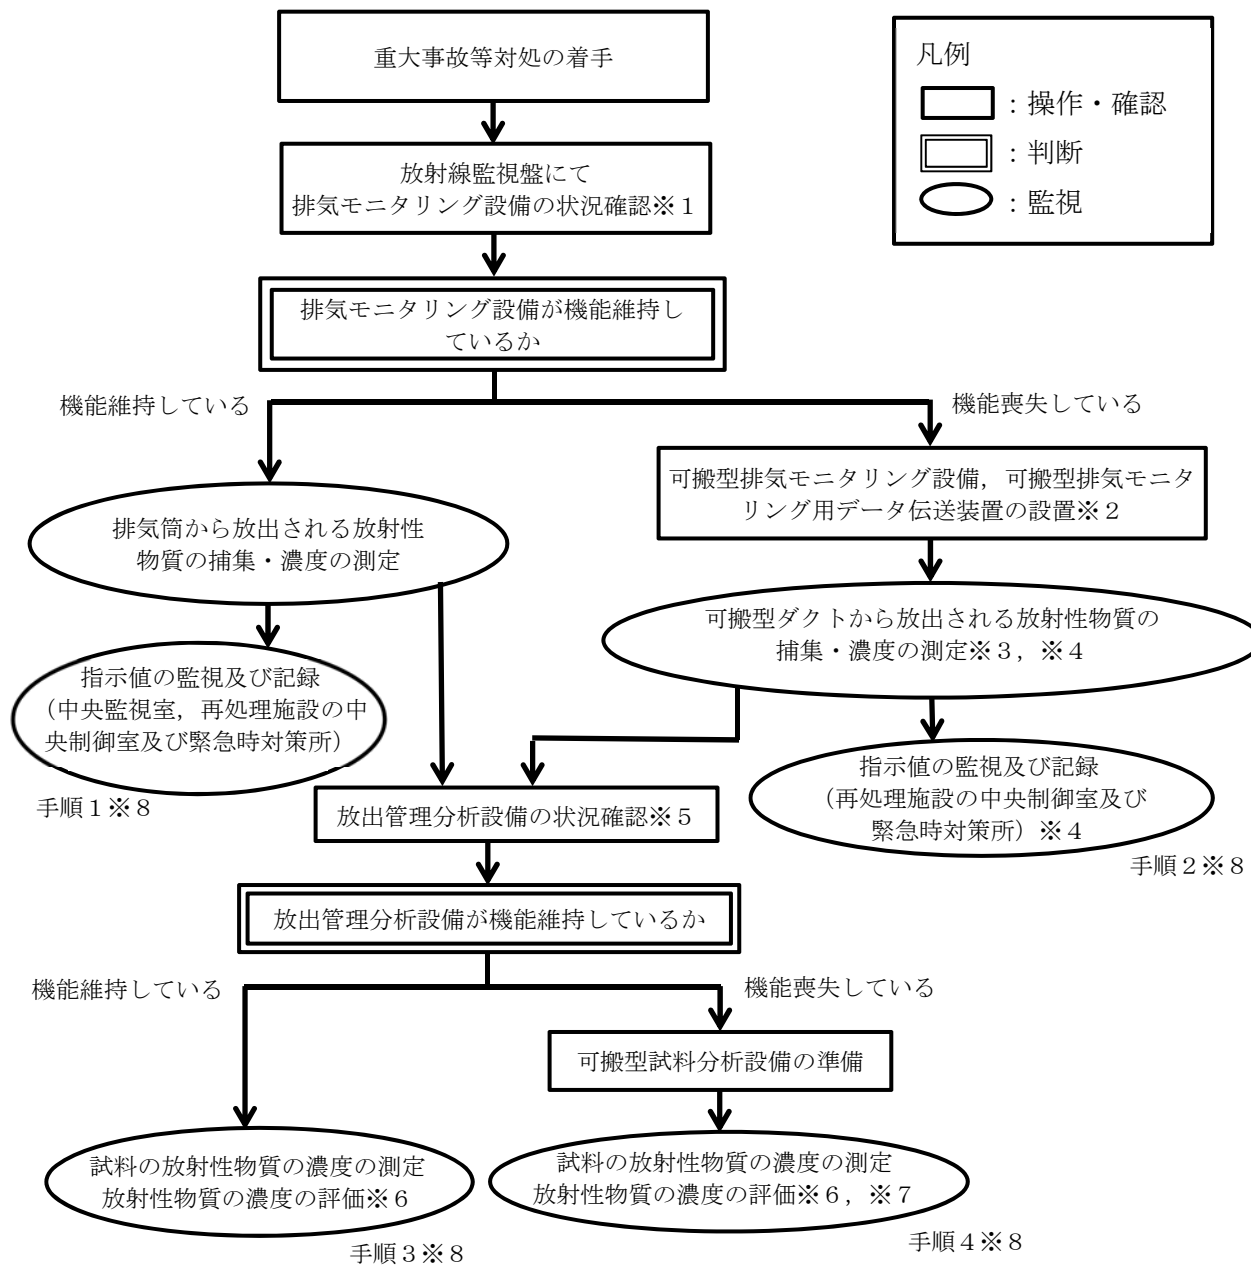 重大事故等対処の着手
凡例
：操作・確認
：判断
：監視
放射線監視盤にて
排気モニタリング設備の状況確認※１
排気モニタリング設備が機能維持し
ているか
機能維持している
機能喪失している
可搬型排気モニタリング設備，可搬型排気モニタ
リング用データ伝送装置の設置※２
排気筒から放出される放射性
物質の捕集・濃度の測定
可搬型ダクトから放出される放射性物質の
捕集・濃度の測定※３，※４
指示値の監視及び記録
（中央監視室，再処理施設の中
央制御室及び緊急時対策所）
手順１※８
指示値の監視及び記録
（再処理施設の中央制御室及び
緊急時対策所）※４
手順２※８
放出管理分析設備の状況確認※５
放出管理分析設備が機能維持しているか
機能維持している
機能喪失している
可搬型試料分析設備の準備
試料の放射性物質の濃度の測定
放射性物質の濃度の評価※６
手順３※８
試料の放射性物質の濃度の測定
放射性物質の濃度の評価※６，※７
手順４※８